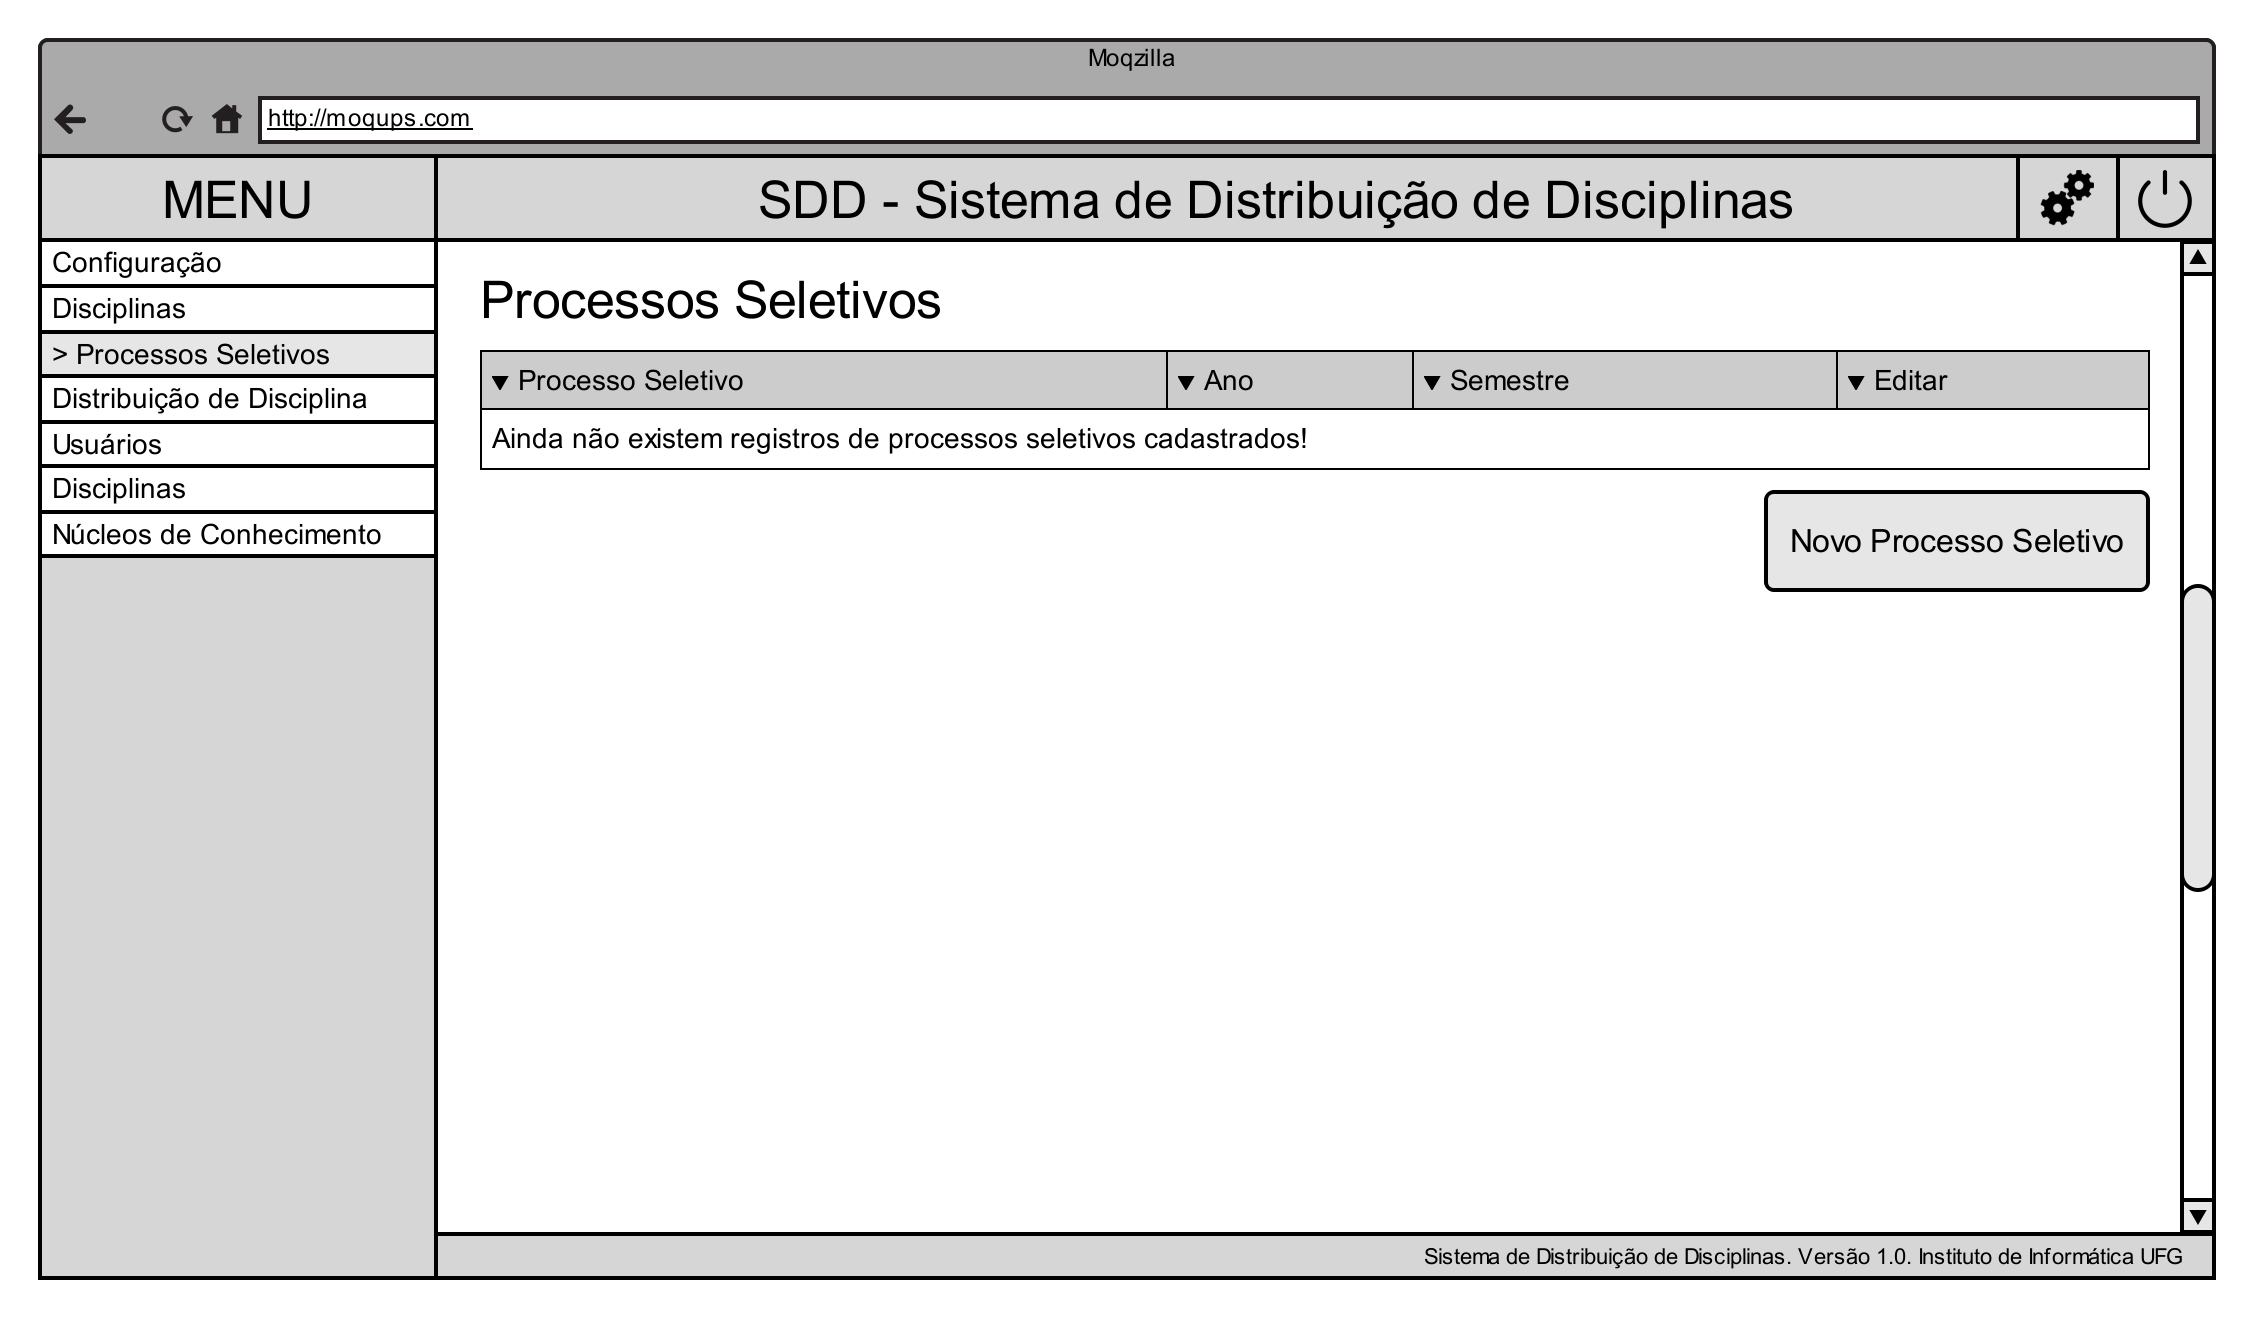 Moqzilla
http://moqups.com
MENU
SDD - Sistema de Distribuição de Disciplinas
Configuração
Disciplinas
> Processos Seletivos
Distribuição de Disciplina
Usuários
Disciplinas
Núcleos de Conhecimento
Processos Seletivos
Processo Seletivo Ano Semestre Editar
Ainda não existem registros de processos seletivos cadastrados!
Novo Processo Seletivo
Sistema de Distribuição de Disciplinas. Versão 1.0. Instituto de Informática UFG